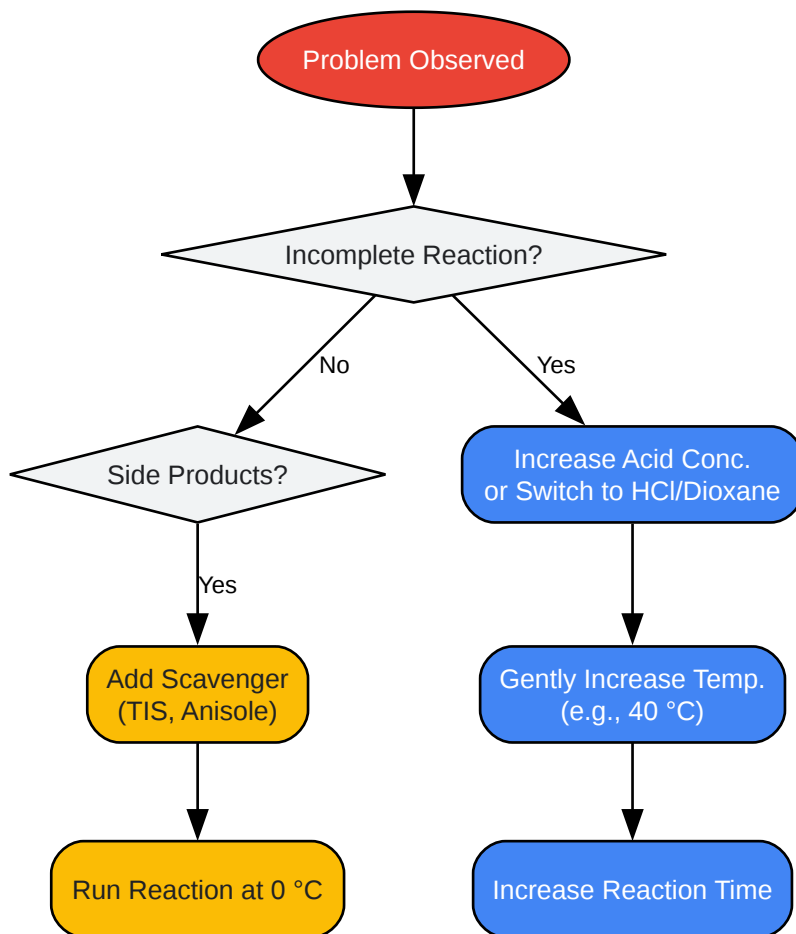 Problem Observed
Incomplete Reaction?
No
Yes
Side Products?
Increase Acid Conc.
or Switch to HCl/Dioxane
Yes
Add Scavenger
(TIS, Anisole)
Gently Increase Temp.
(e.g., 40 °C)
Run Reaction at 0 °C
Increase Reaction Time